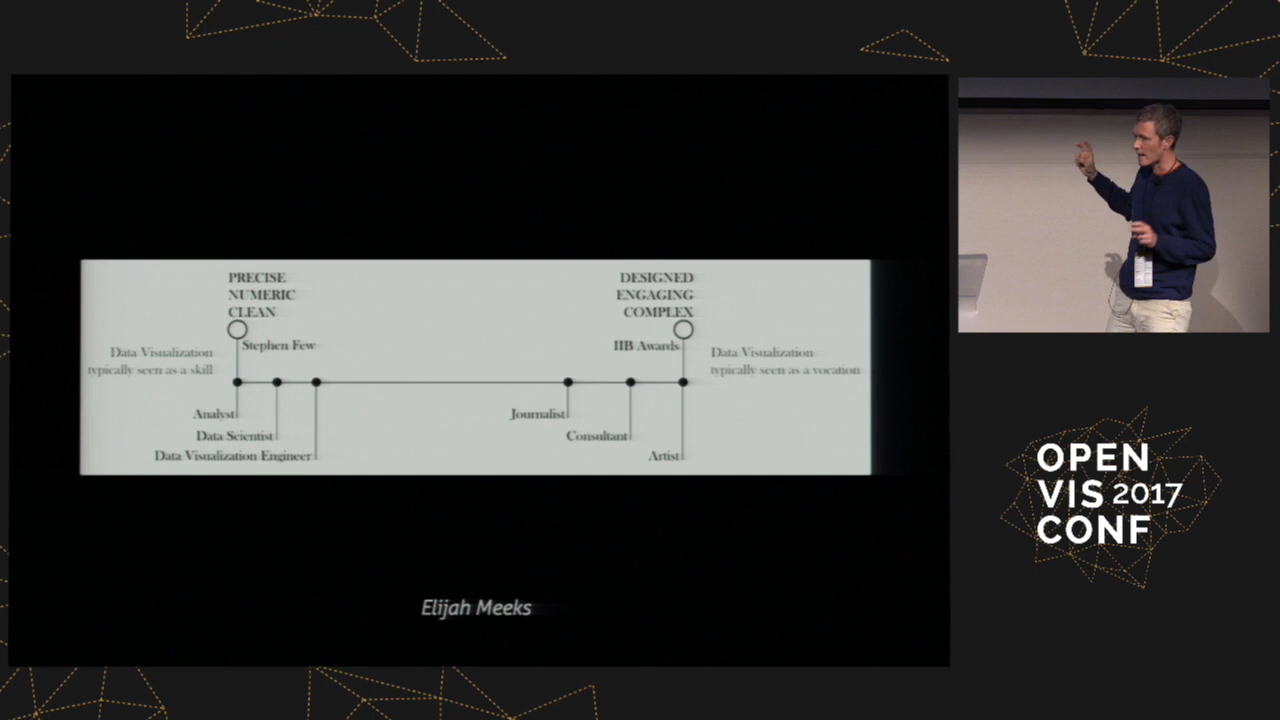 PRECISE
NUMERIC
CLEAN
Stephen Few
Data Visualization
typically seen as a skill
DESIGNED
ENGAGING
COMPLEX
IIB Awards
Data Visualization
typically seen as a vocation
Analyst
Data Scientist
Data Visualization Engineer
Journalist
Consultant
Artist
Elijah Meeks
OPEN
VIS 2017
CONF